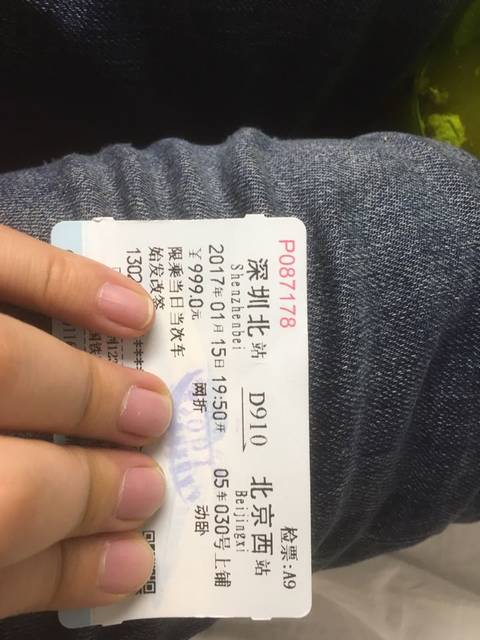 P087178 检票:A9
深圳北站 D910 北京西站
Shenzhenbei Beijingxi
2017年01月15日19:50开 05车030号上铺
￥999.0元 网折 动卧
限乘当日当次车
始发改签
1302